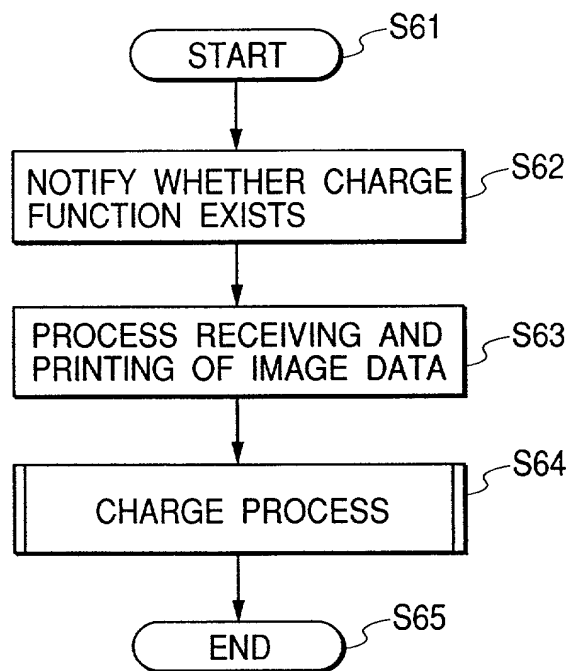 START
S61
NOTIFY WHETHER CHARGE
FUNCTION EXISTS
S62
PROCESS RECEIVING AND
PRINTING OF IMAGE DATA
S63
CHARGE PROCESS
S64
END
S65